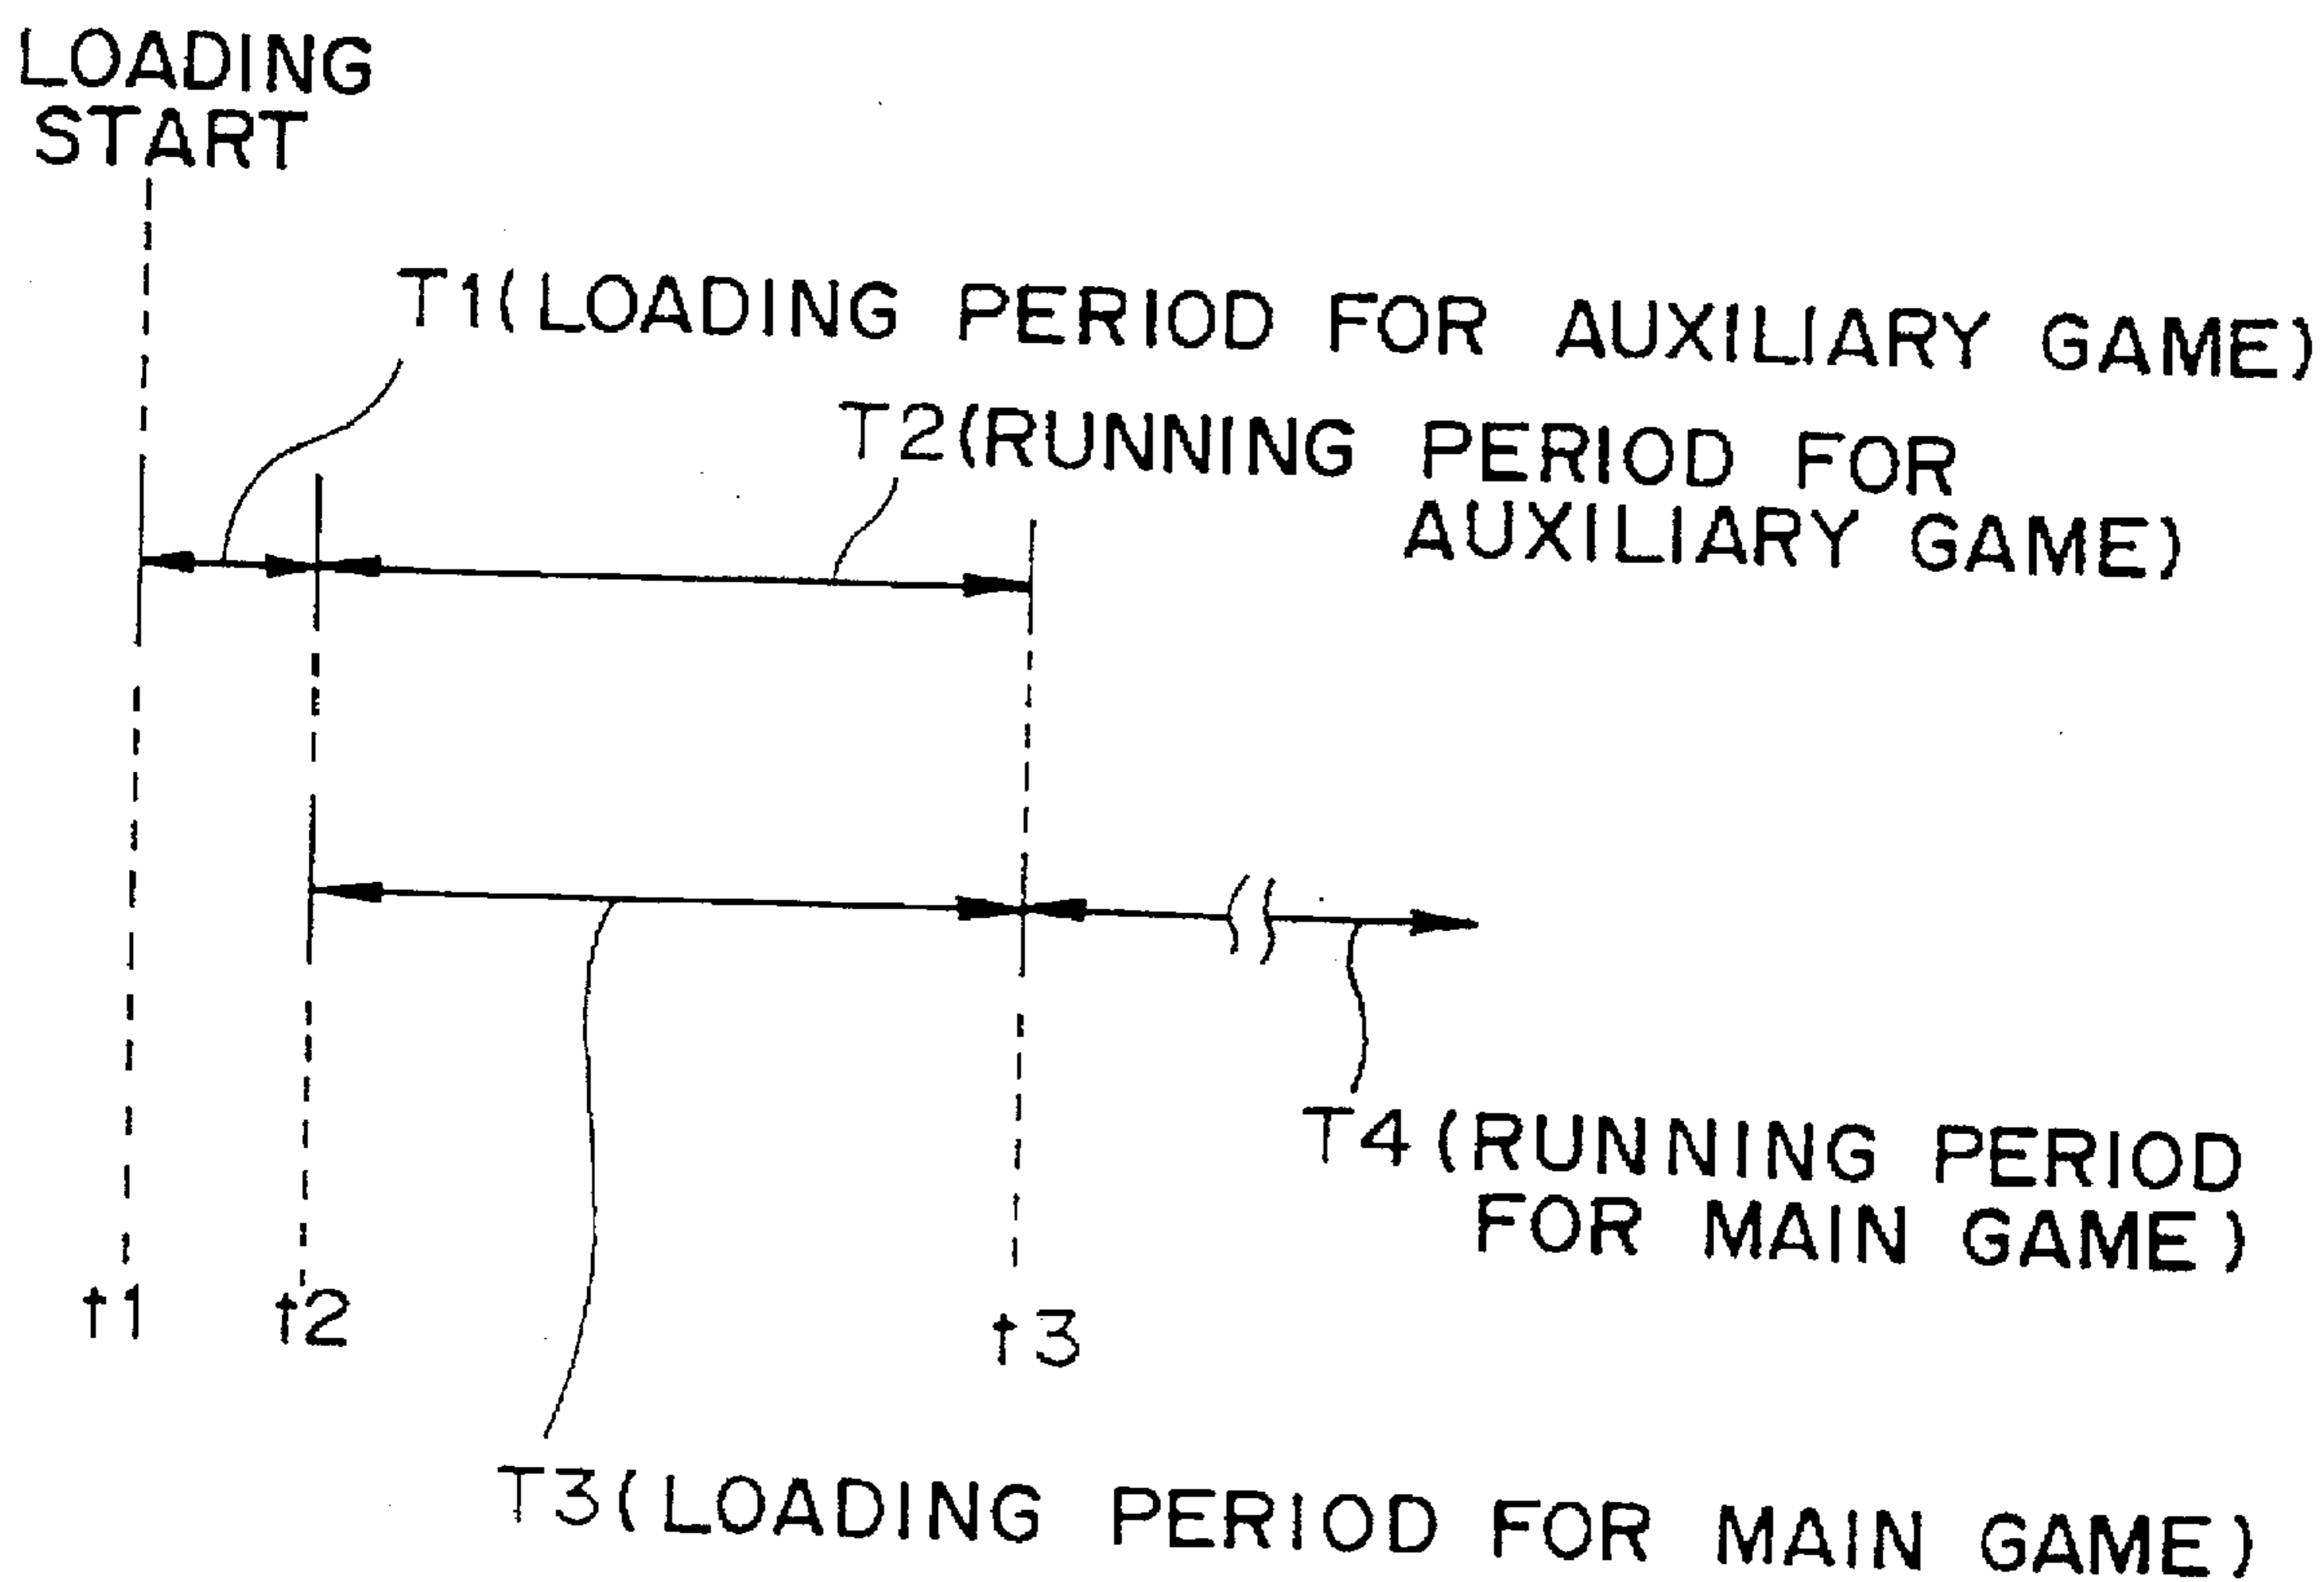 LOADING
START
T1(LOADING PERIOD FOR AUXILIARY GAME)
T2(RUNNING PERIOD FOR
AUXILIARY GAME)
T4(RUNNING PERIOD
FOR MAIN GAME)
t1 t2 t3
T3(LOADING PERIOD FOR MAIN GAME)